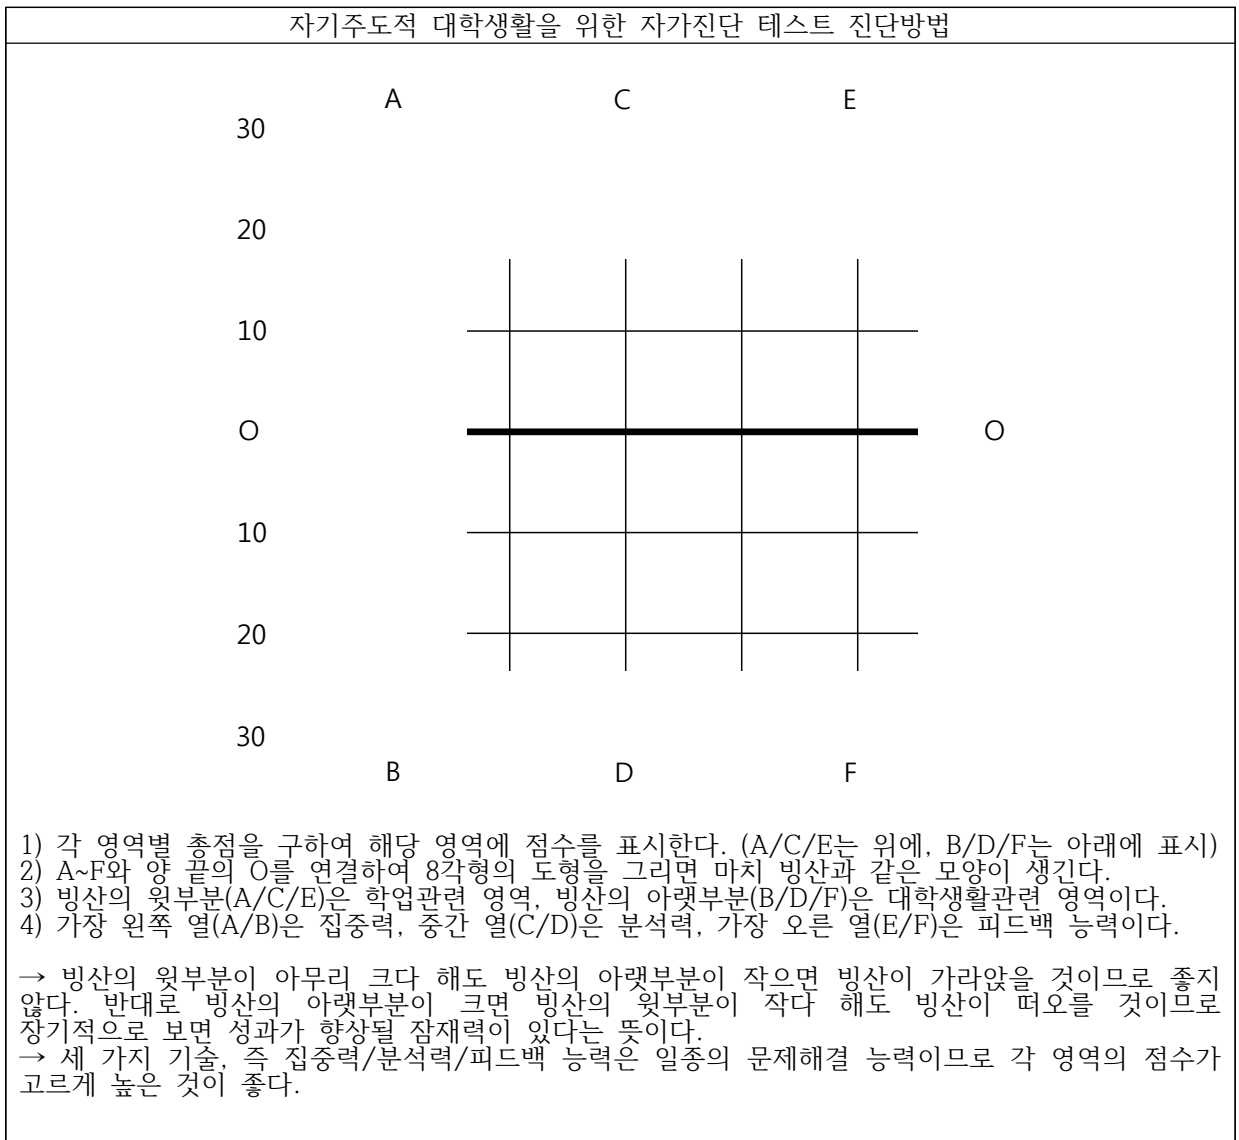 자기주도적 대학생활을 위한 자가진단 테스트 진단방법
A C E
30
20
10
O O
10
20
30
B D F
1) 각 영역별 총점을 구하여 해당 영역에 점수를 표시한다. (A/C/E는 위에, B/D/F는 아래에 표시)
2) A~F와 양 끝의 O를 연결하여 8각형의 도형을 그리면 마치 빙산과 같은 모양이 생긴다.
3) 빙산의 윗부분(A/C/E)은 학업관련 영역, 빙산의 아랫부분(B/D/F)은 대학생활관련 영역이다.
4) 가장 왼쪽 열(A/B)은 집중력, 중간 열(C/D)은 분석력, 가장 오른 열(E/F)은 피드백 능력이다.
→ 빙산의 윗부분이 아무리 크다 해도 빙산의 아랫부분이 작으면 빙산이 가라앉을 것이므로 좋지
않다. 반대로 빙산의 아랫부분이 크면 빙산의 윗부분이 작다 해도 빙산이 떠오를 것이므로
장기적으로 보면 성과가 향상될 잠재력이 있다는 뜻이다.
→ 세 가지 기술, 즉 집중력/분석력/피드백 능력은 일종의 문제해결 능력이므로 각 영역의 점수가
고르게 높은 것이 좋다.